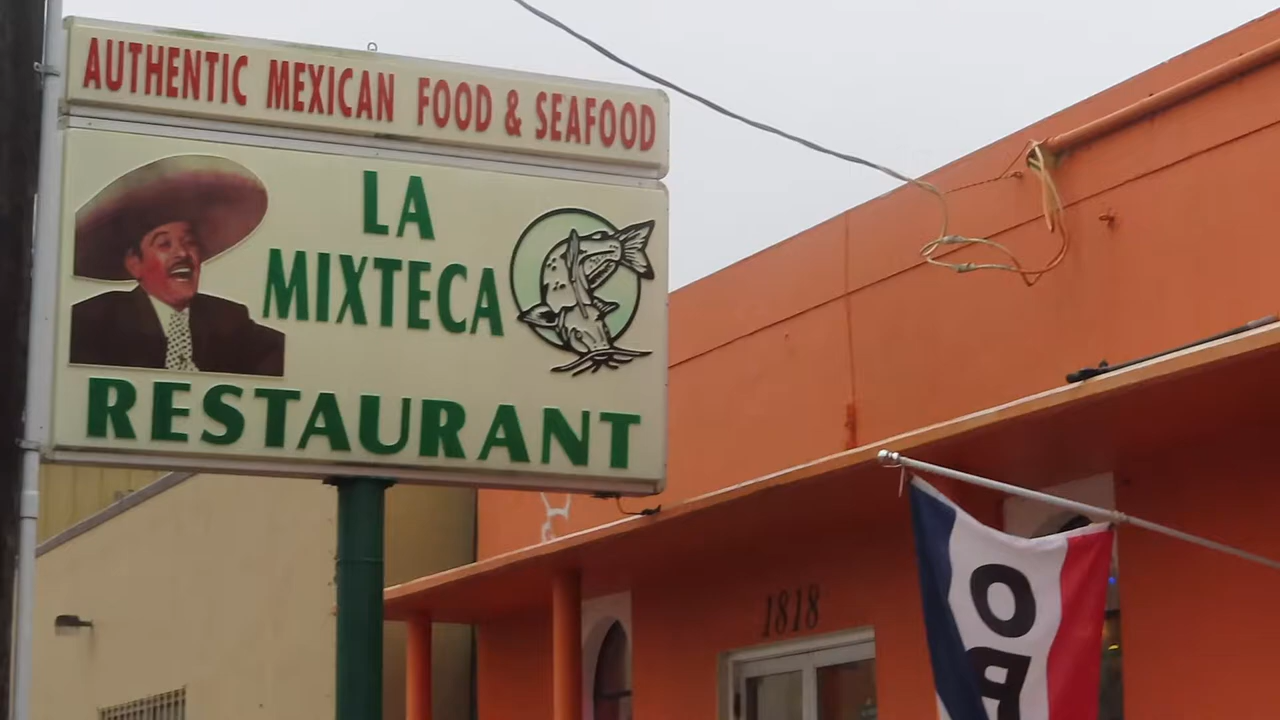 AUTHENTIC MEXICAN FOOD & SEAFOOD
LA
MIXTECA
RESTAURANT
1818
O
P